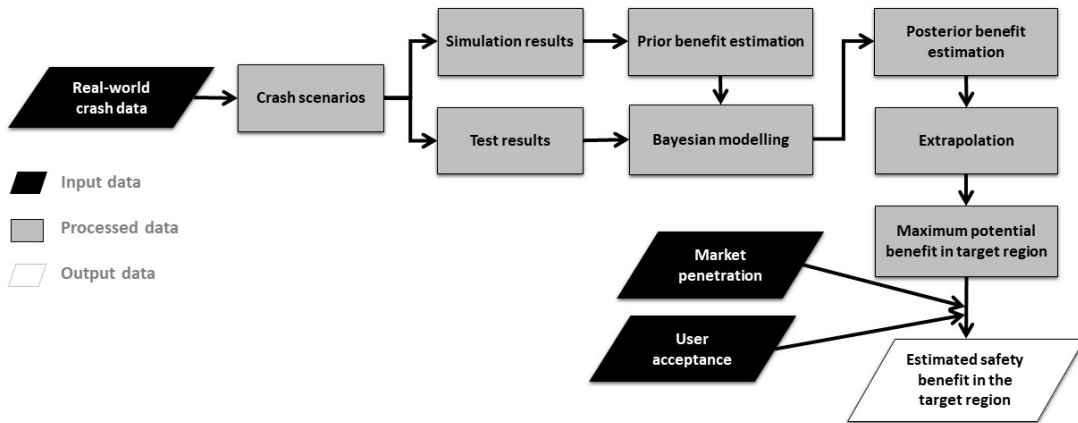 Real-world
crash data
Crash scenarios
Simulation results
Prior benefit estimation
Test results
Bayesian modelling
Posterior benefit
estimation
Extrapolation
Maximum potential
benefit in target region
Market
penetration
User
acceptance
Estimated safety
benefit in the
target region
Input data
Processed data
Output data